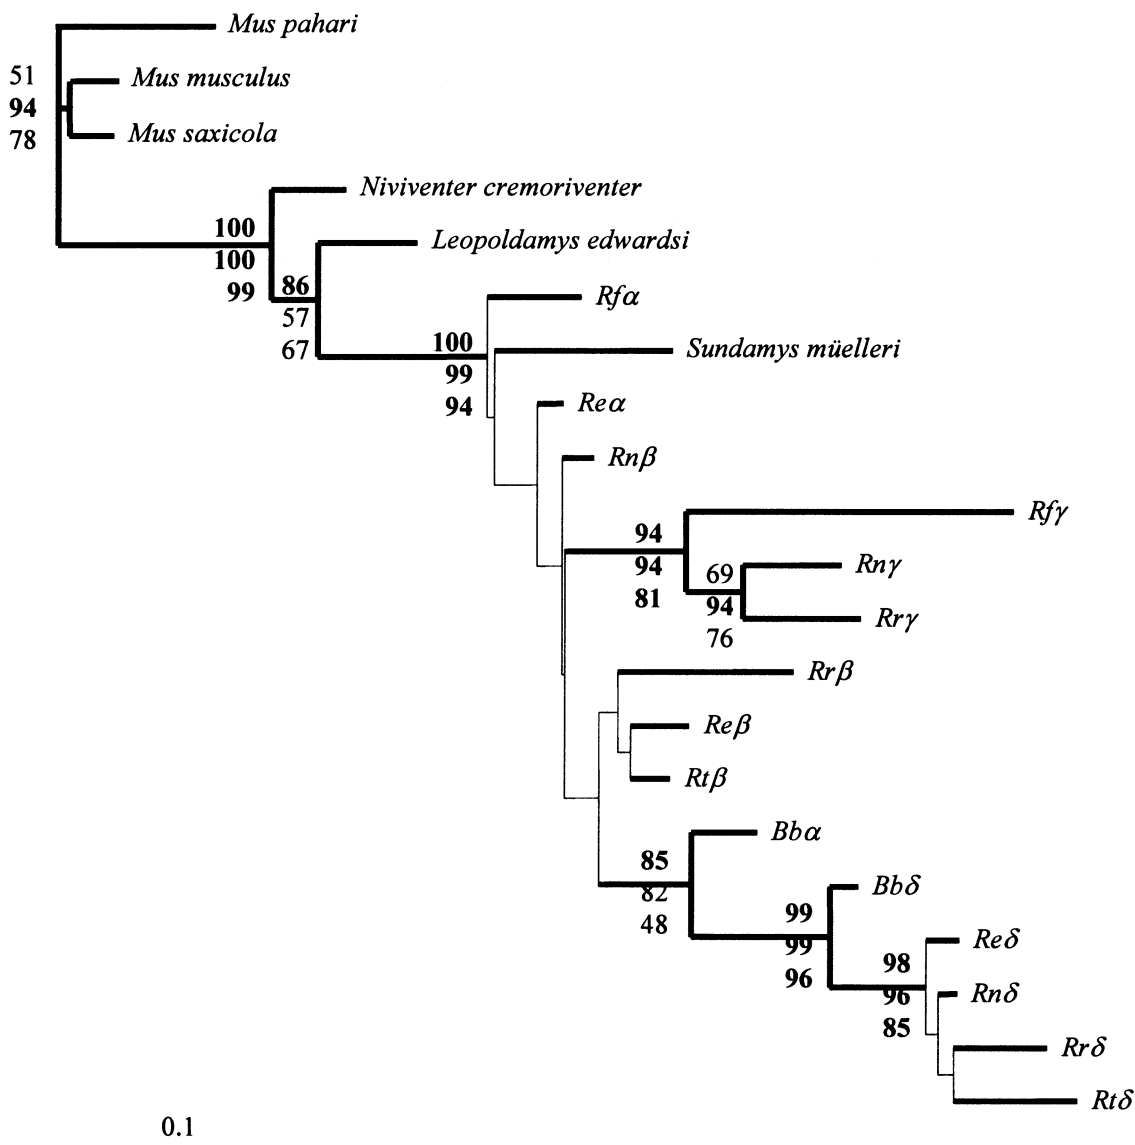 Mus pahari
51
Mus musculus
94
Mus saxicola
78
Niviventer cremoriventer
100
Leopoldamys edwardsi
100
99
86
Rfα
57
100
Sundamys müelleri
67
99
94
Reα
Rnβ
Rfγ
94
94
69
Rnγ
81
94
Rrγ
76
Rrβ
Reβ
Rtβ
Bbα
85
82
Bbδ
48
99
99
Reδ
96
98
96
Rnδ
85
Rrδ
Rtδ
0.1